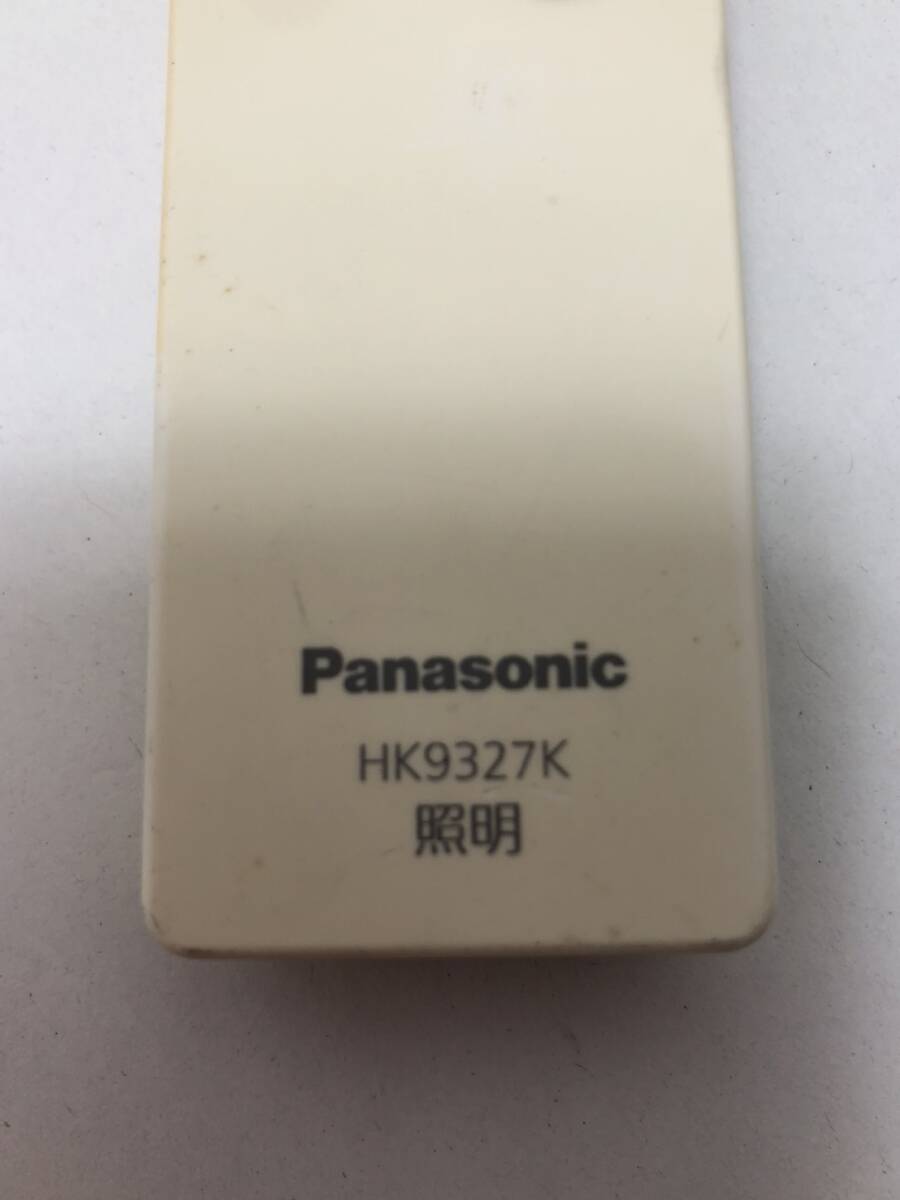 Panasonic
HK9327K
照明